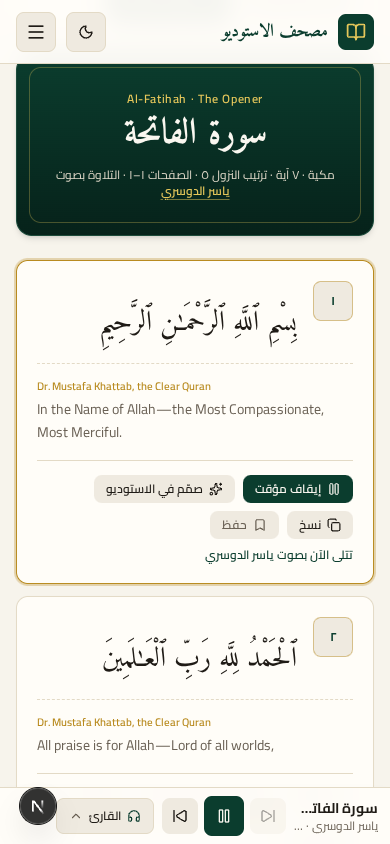 مصحف الاستوديو
Al-Fatihah · The Opener
سورة الفاتحة
مكية · ٧ آية · ترتيب النزول ٥ · الصفحات ١–١ · التلاوة بصوت
ياسر الدوسري
١
بِسْمِ ٱللَّهِ ٱلرَّحْمَـٰنِ ٱلرَّحِيمِ
Dr. Mustafa Khattab, the Clear Quran
In the Name of Allah—the Most Compassionate,
Most Merciful.
إيقاف مؤقت
صمّم في الاستوديو
نسخ
حفظ
تتلى الآن بصوت ياسر الدوسري
٢
ٱلْحَمْدُ لِلَّهِ رَبِّ ٱلْعَـٰلَمِينَ
Dr. Mustafa Khattab, the Clear Quran
All praise is for Allah—Lord of all worlds,
سورة الفاتـ...
ياسر الدوسري · ...
القارئ
N